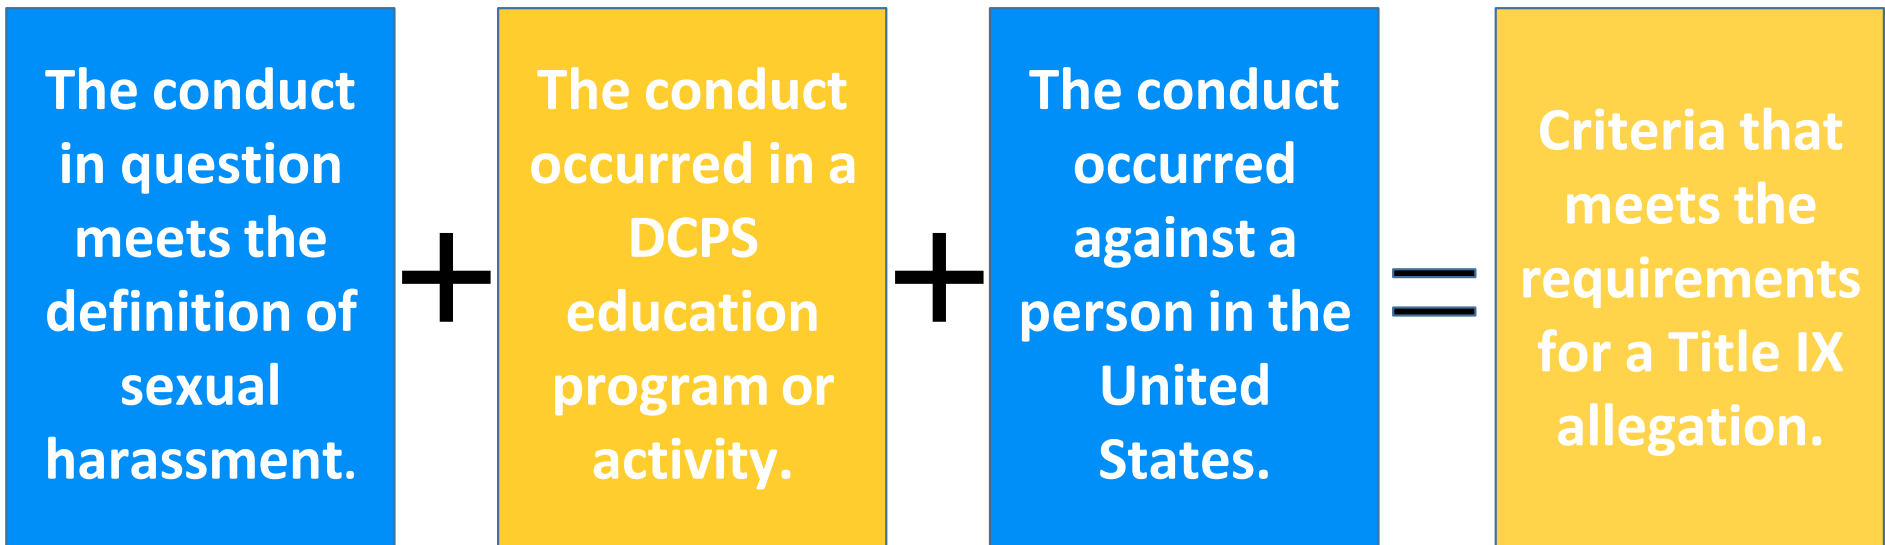 The conduct
in question
meets the
definition of
sexual
harassment.
+
The conduct
occurred in a
DCPS
education
program or
activity.
+
The conduct
occurred
against a
person in the
United
States.
=
Criteria that
meets the
requirements
for a Title IX
allegation.